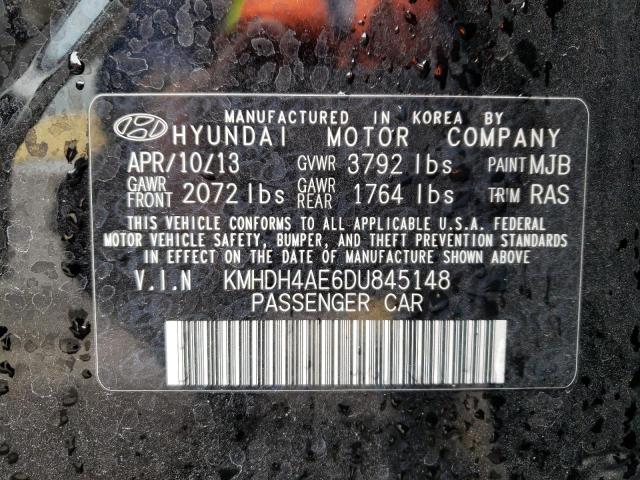 MANUFACTURED IN KOREA BY
HYUNDAI MOTOR COMPANY
APR/10/13 GVWR 3792 lbs PAINT MJB
GAWR FRONT 2072 lbs GAWR REAR 1764 lbs TRIM RAS
THIS VEHICLE CONFORMS TO ALL APPLICABLE U.S.A. FEDERAL
MOTOR VEHICLE SAFETY, BUMPER, AND THEFT PREVENTION STANDARDS
IN EFFECT ON THE DATE OF MANUFACTURE SHOWN ABOVE
V.I.N KMHDH4AE6DU845148
PASSENGER CAR